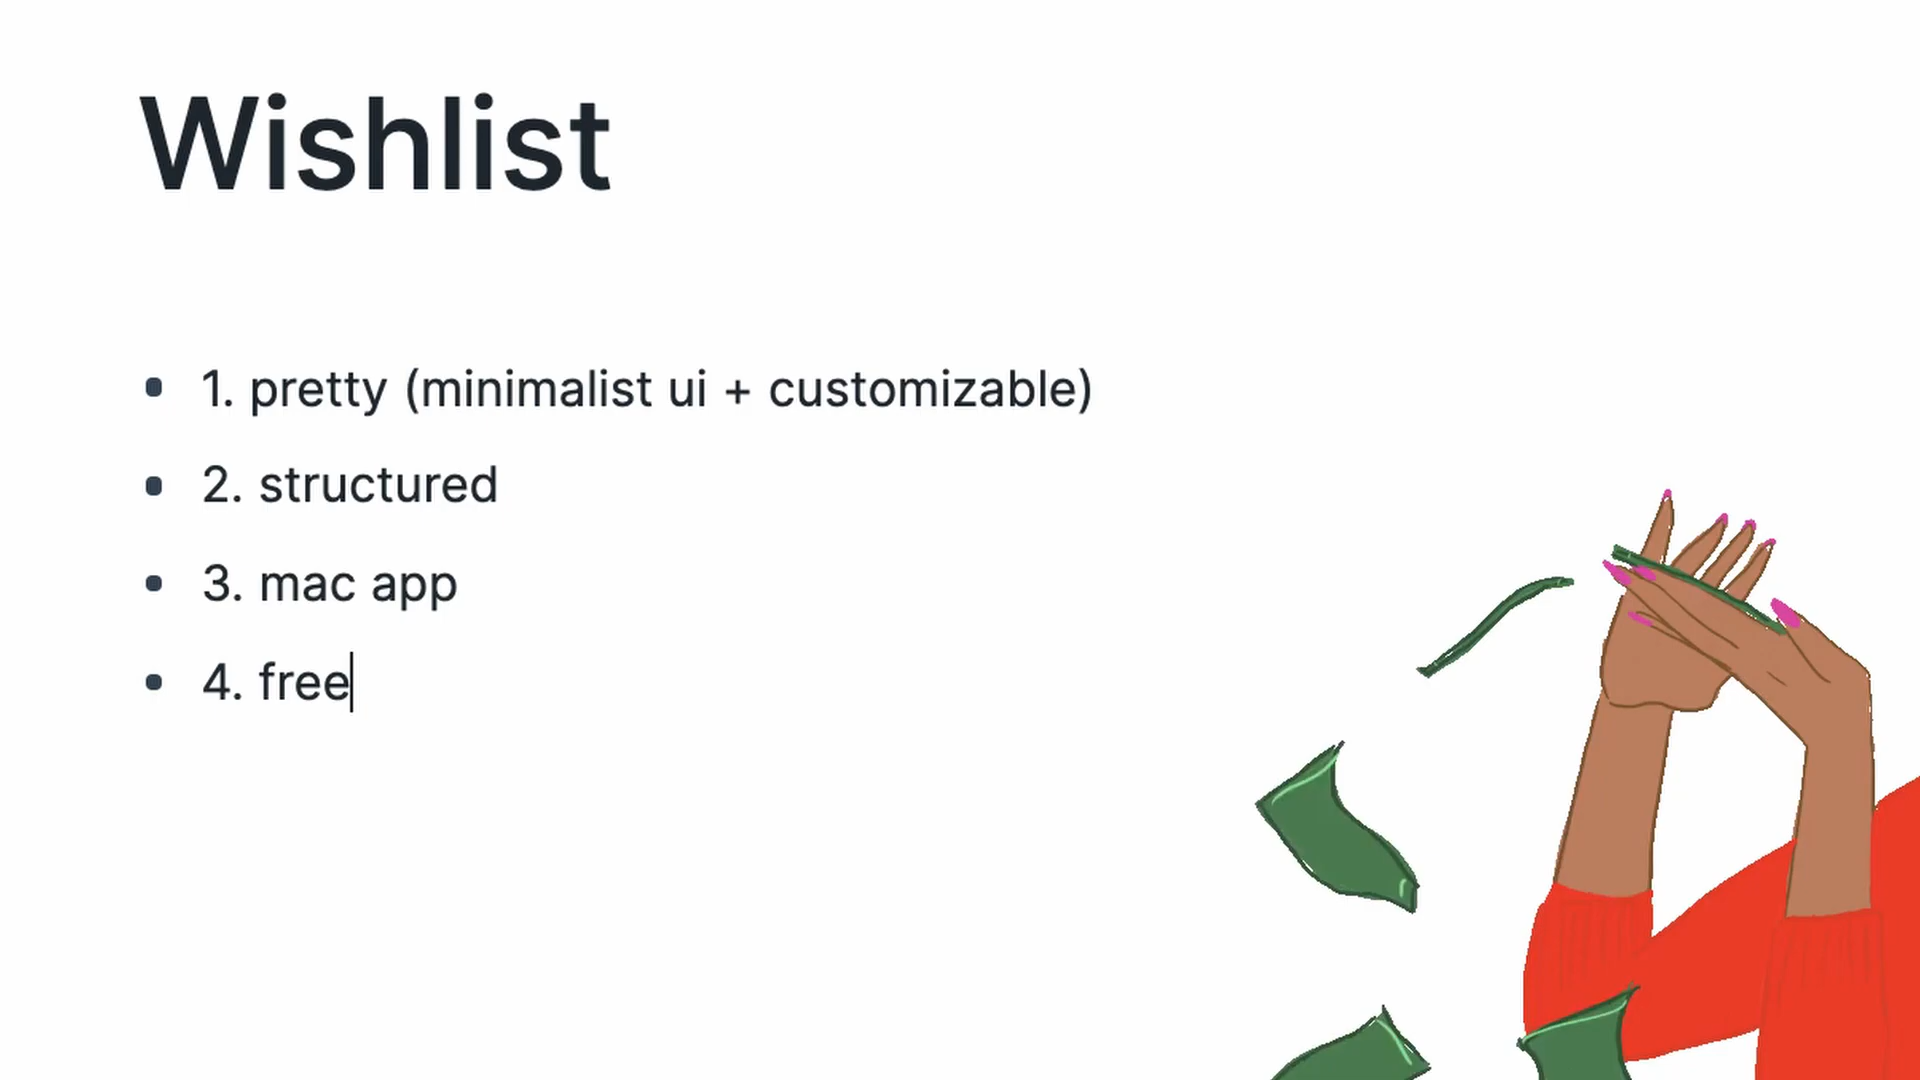 Wishlist
• 1. pretty (minimalist ui + customizable)
• 2. structured
• 3. mac app
• 4. free